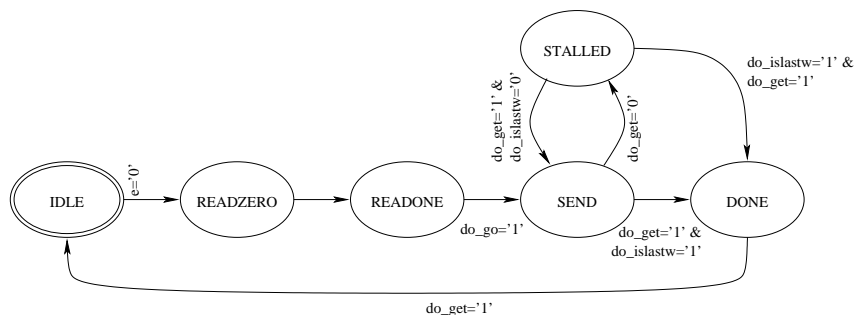 STALLED
do_islastw=’1’ &
do_get=’1’
do_get=’1’ &
do_islastw=’0’
do_get=’0’
e=’0’
IDLE
READZERO
READONE
SEND
DONE
do_go=’1’
do_get=’1’ &
do_islastw=’1’
do_get=’1’